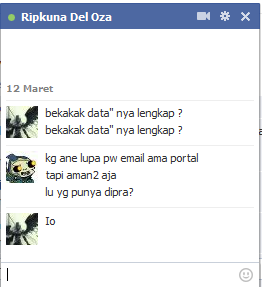 Ripkuna Del Oza
12 Maret
bekakak data" nya lengkap ?
bekakak data" nya lengkap ?
kg ane lupa pw email ama portal
tapi aman2 aja
lu yg punya dipra?
Io